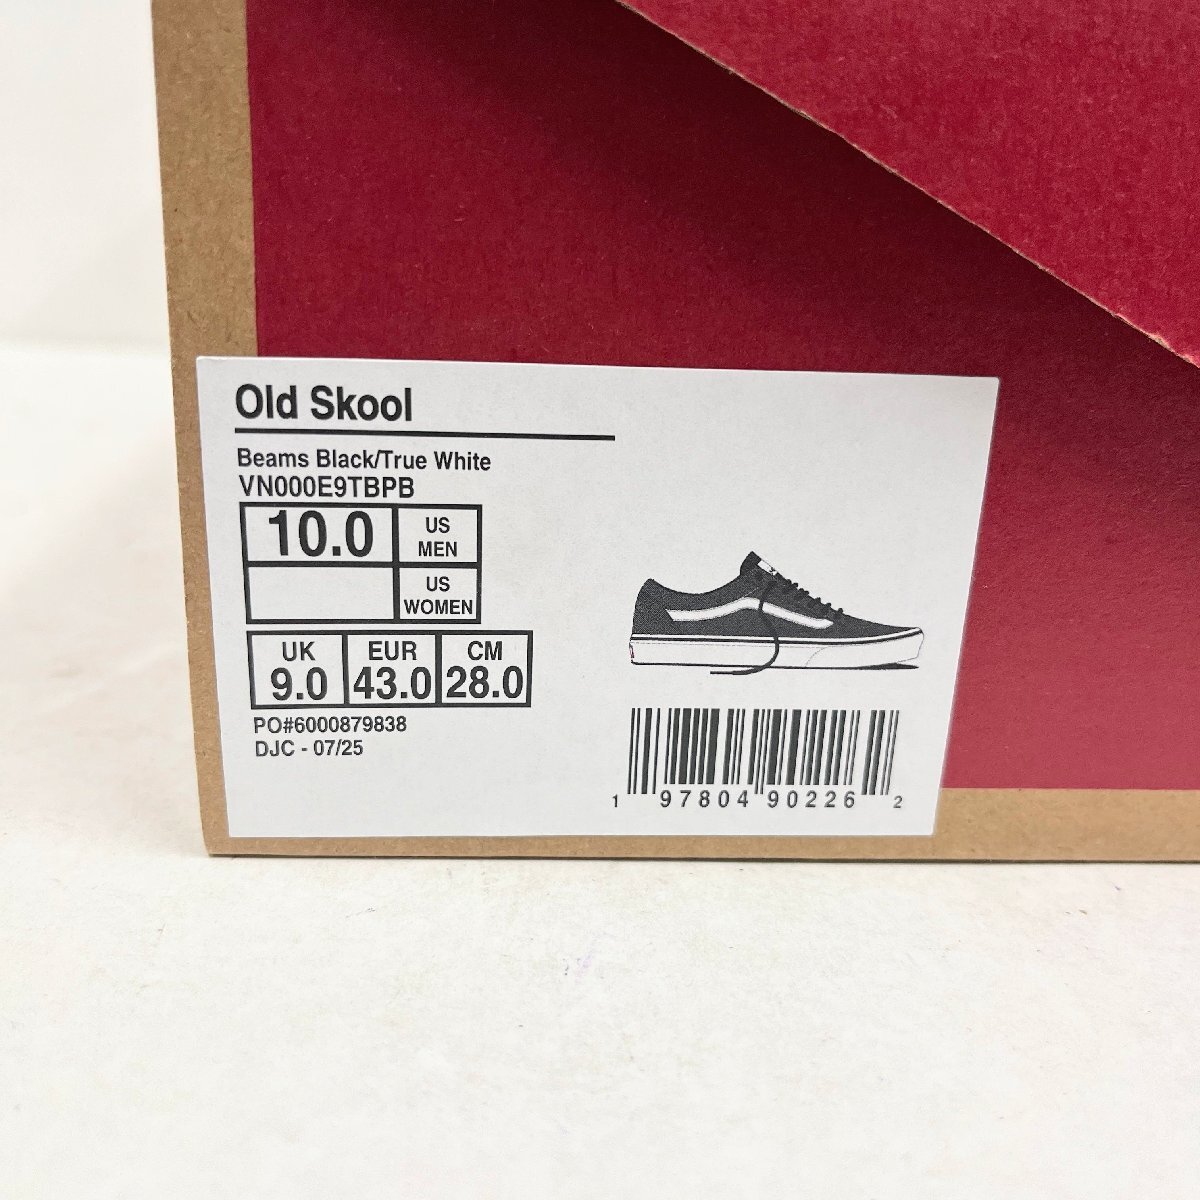 Old Skool
Beams Black/True White
VN000E9TBPB
10.0 US MEN
US WOMEN
UK EUR CM
9.0 43.0 28.0
PO#6000879838
DJC - 07/25
1 97804 90226 2